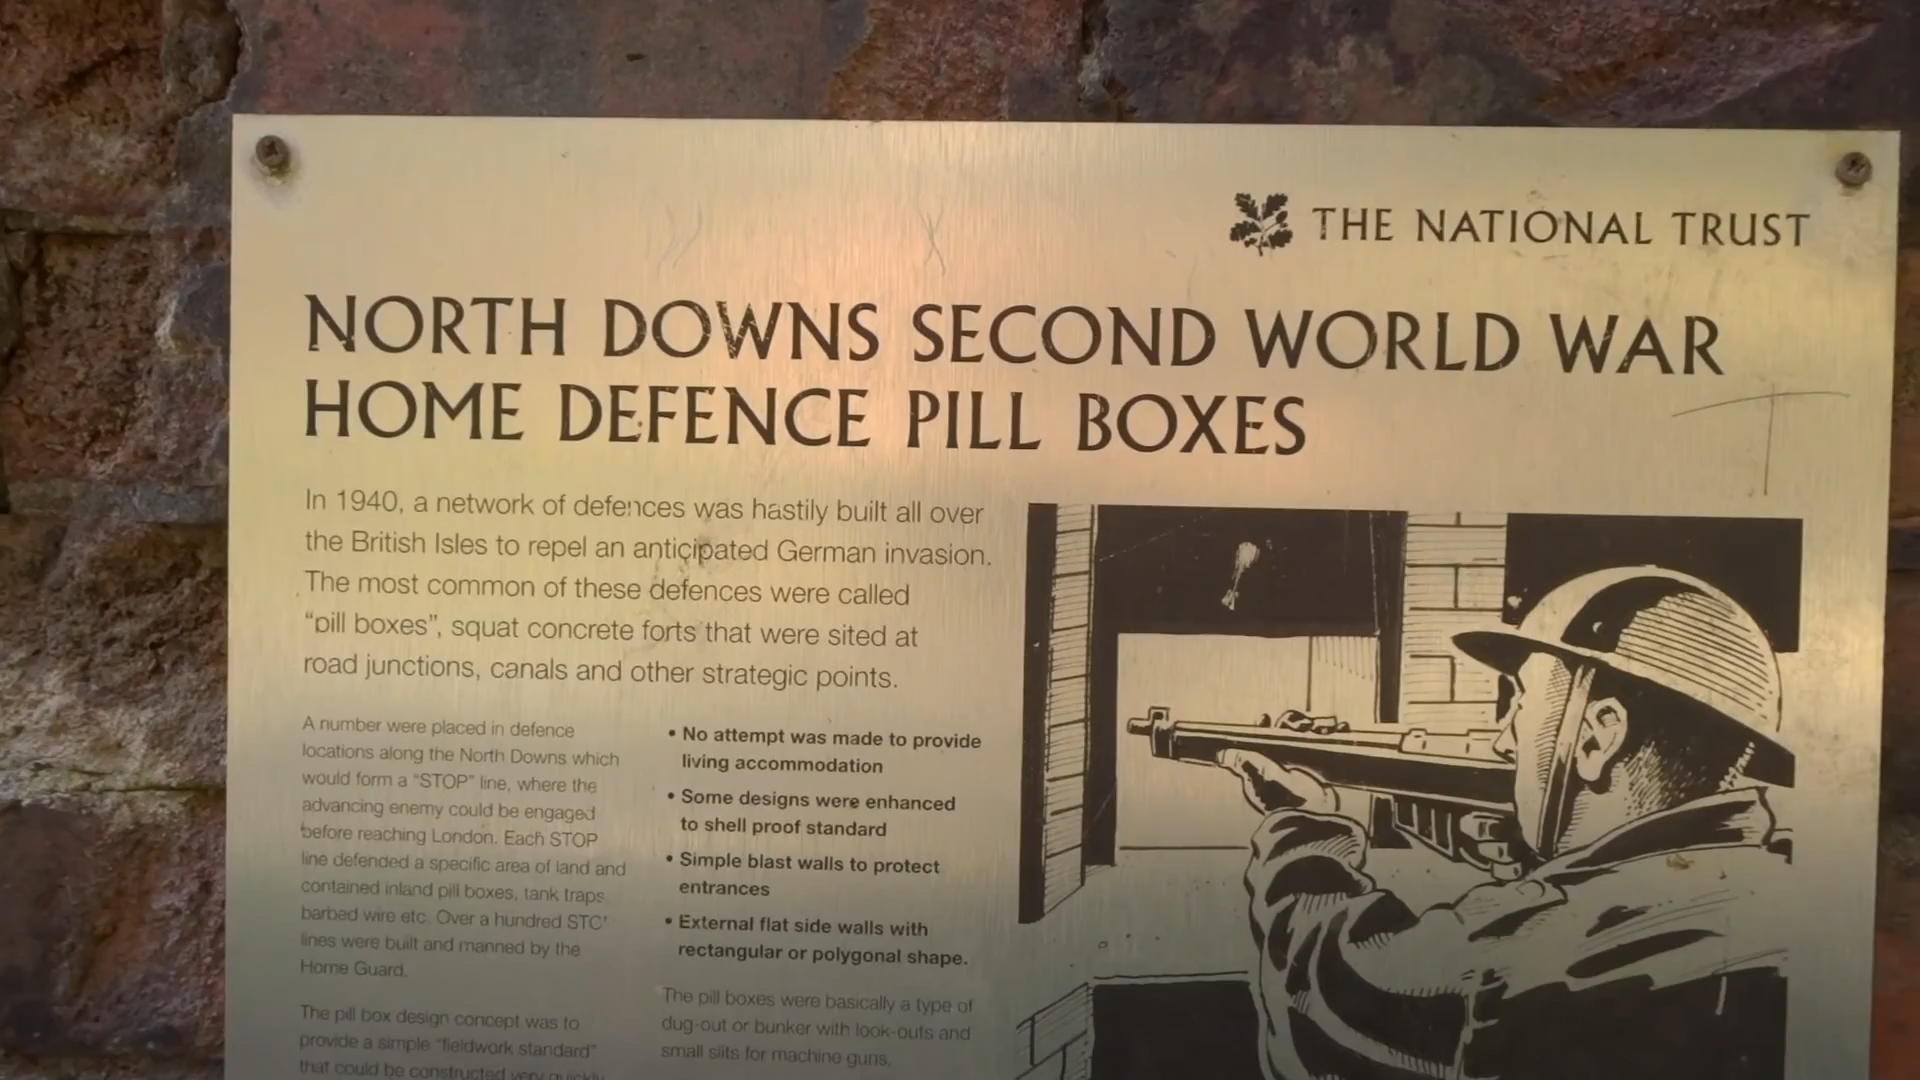 THE NATIONAL TRUST
NORTH DOWNS SECOND WORLD WAR
HOME DEFENCE PILL BOXES
In 1940, a network of defences was hastily built all over
the British Isles to repel an anticipated German invasion.
The most common of these defences were called
“pill boxes”, squat concrete forts that were sited at
road junctions, canals and other strategic points.
A number were placed in defence
locations along the North Downs which
would form a “STOP” line, where the
advancing enemy could be engaged
before reaching London. Each STOP
line defended a specific area of land and
contained inland pill boxes, tank traps,
barbed wire etc. Over a hundred
lines were built and manned by the
Home Guard.
The pill box design concept was to
provide a simple “fieldwork standard”
that could be constructed very quickly
• No attempt was made to provide
living accommodation
• Some designs were enhanced
to shell proof standard
• Simple blast walls to protect
entrances
• External flat side walls with
rectangular or polygonal shape.
The pill boxes were basically a type of
dug-out or bunker with look-outs and
small slits for machine guns.